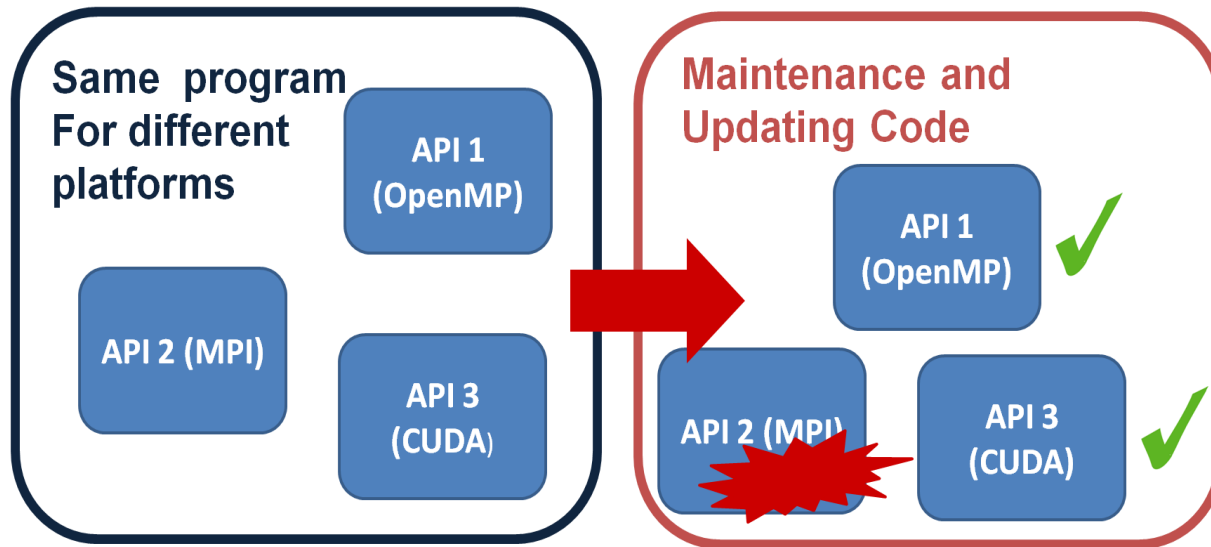 Same program
For different
platforms
API 1
(OpenMP)
API 2 (MPI)
API 3
(CUDA)
Maintenance and
Updating Code
API 1
(OpenMP)
API 2 (MPI)
API 3
(CUDA)